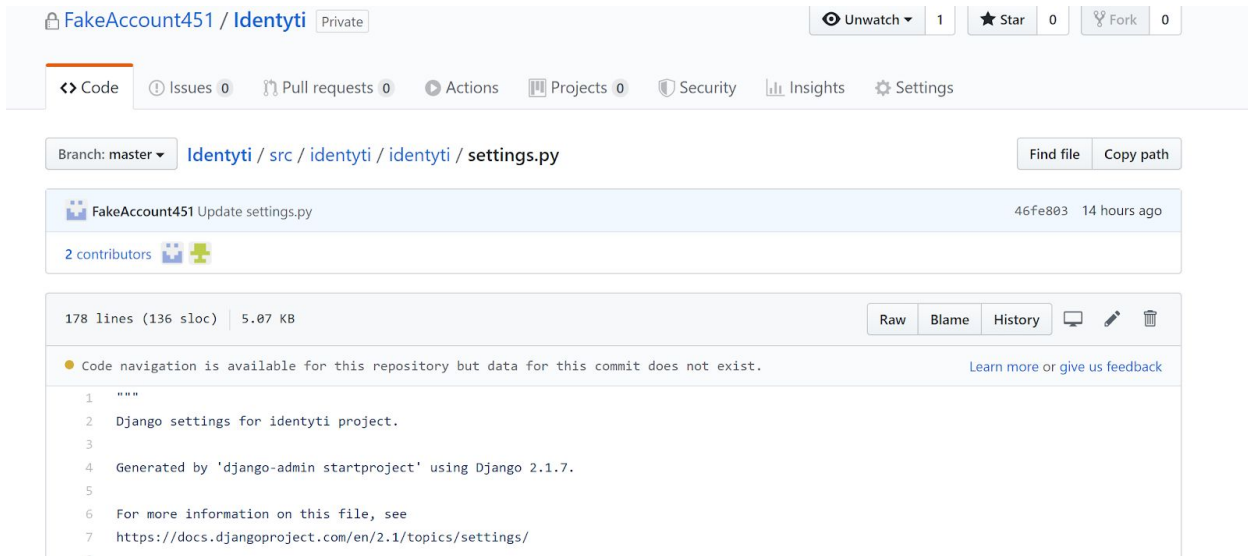 FakeAccount451 / Identyti Private Unwatch 1 Star 0 Fork 0
Code Issues 0 Pull requests 0 Actions Projects 0 Security Insights Settings
Branch: master Identyti / src / identyti / identyti / settings.py Find file Copy path
FakeAccount451 Update settings.py 46fe803 14 hours ago
2 contributors
178 lines (136 sloc) 5.07 KB Raw Blame History
Code navigation is available for this repository but data for this commit does not exist. Learn more or give us feedback
1 """
2 Django settings for identyti project.
3
4 Generated by 'django-admin startproject' using Django 2.1.7.
5
6 For more information on this file, see
7 https://docs.djangoproject.com/en/2.1/topics/settings/